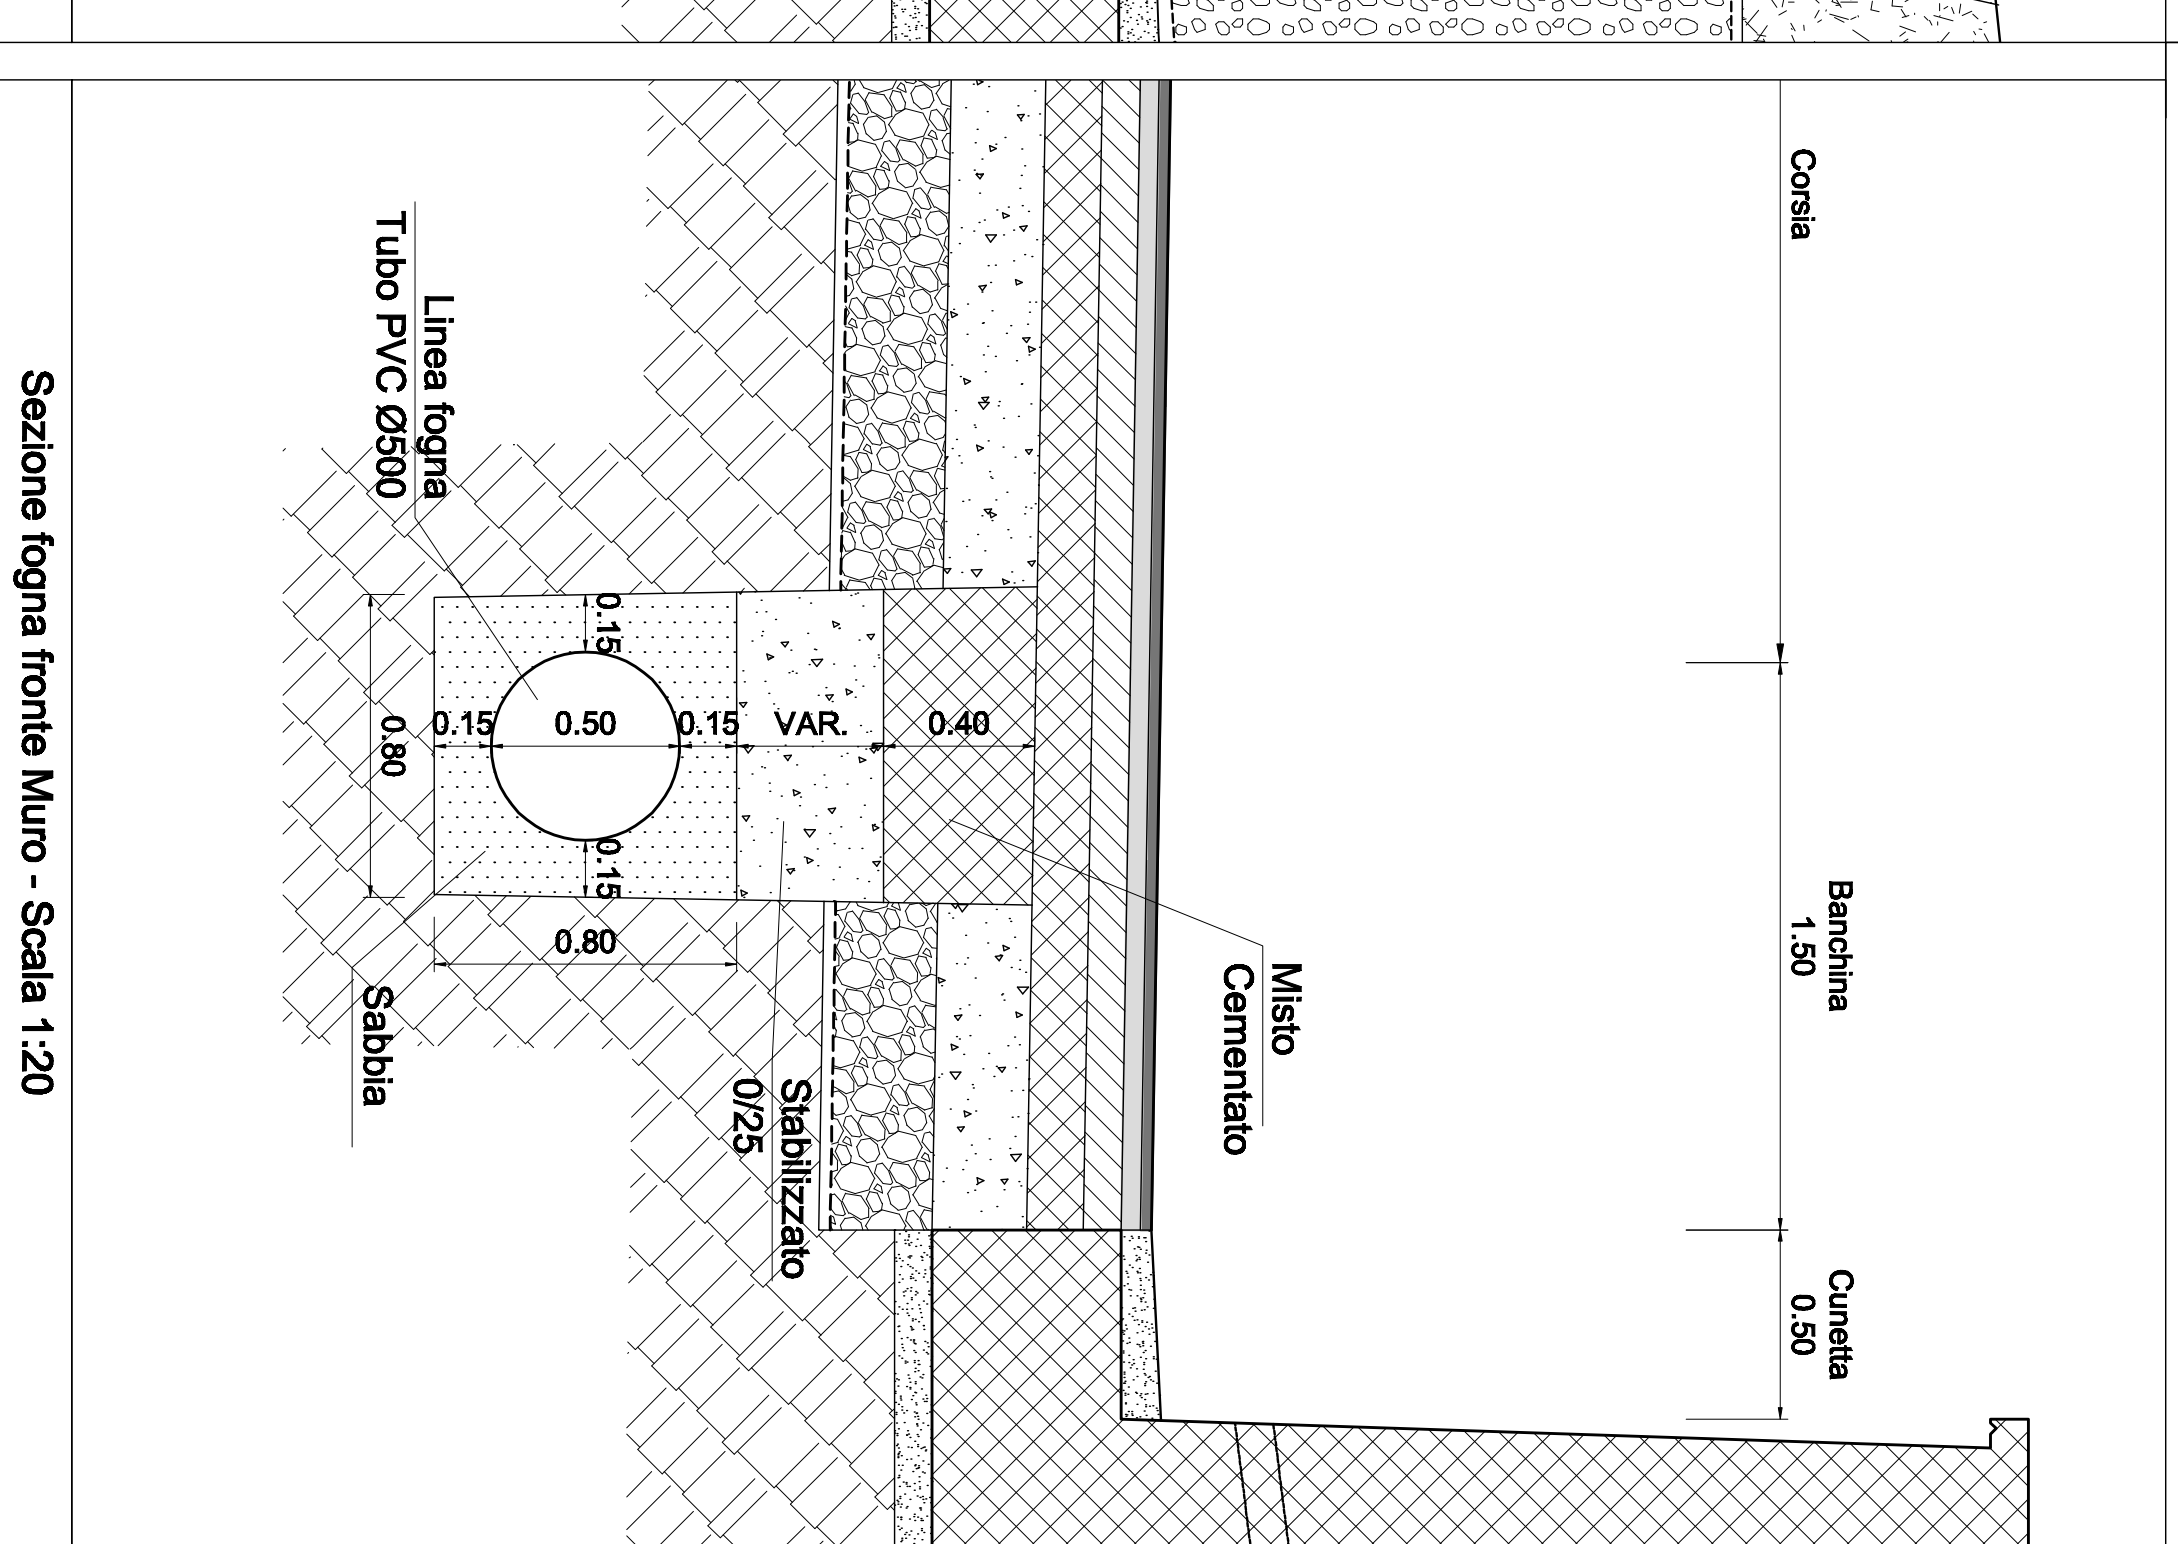 Corsia
Banchina
1.50
Cunetta
0.50
Misto
Cementato
0.40
VAR.
0.15
0.50
0.15
0.15
0.15
0.80
0.80
Linea fogna
Tubo PVC Ø500
Stabilizzato
0/25
Sabbia
Sezione fogna fronte Muro - Scala 1:20